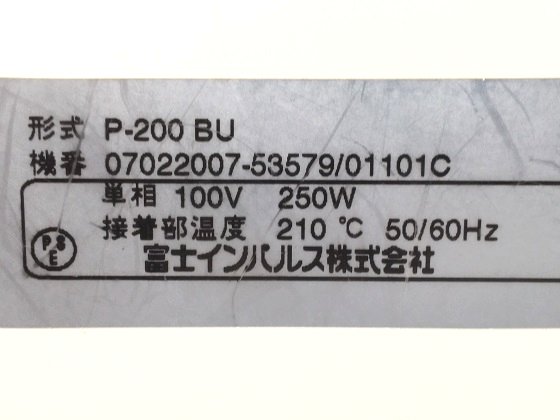 形式 P-200 BU
機番 07022007-53579/01101C
単相 100V 250W
接着部温度 210 ℃ 50/60Hz
PSE
富士インパルス株式会社